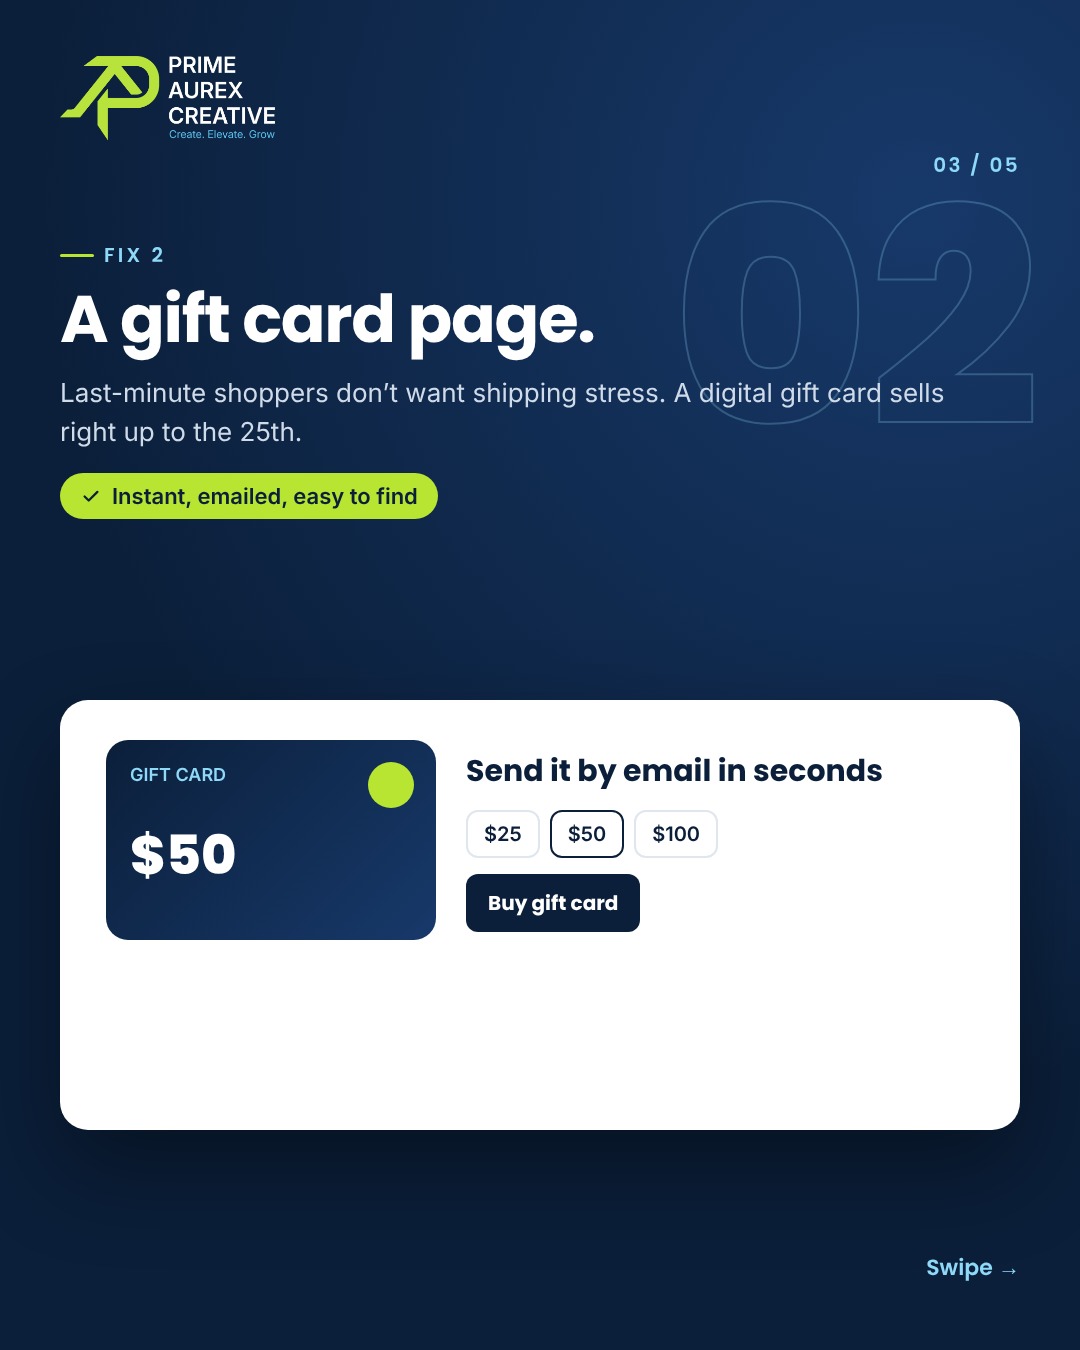 PRIME
AUREX
CREATIVE
Create. Elevate. Grow
03 / 05
02
FIX 2
A gift card page.
Last-minute shoppers don’t want shipping stress. A digital gift card sells
right up to the 25th.
✓ Instant, emailed, easy to find
GIFT CARD
$50
Send it by email in seconds
$25 $50 $100
Buy gift card
Swipe →